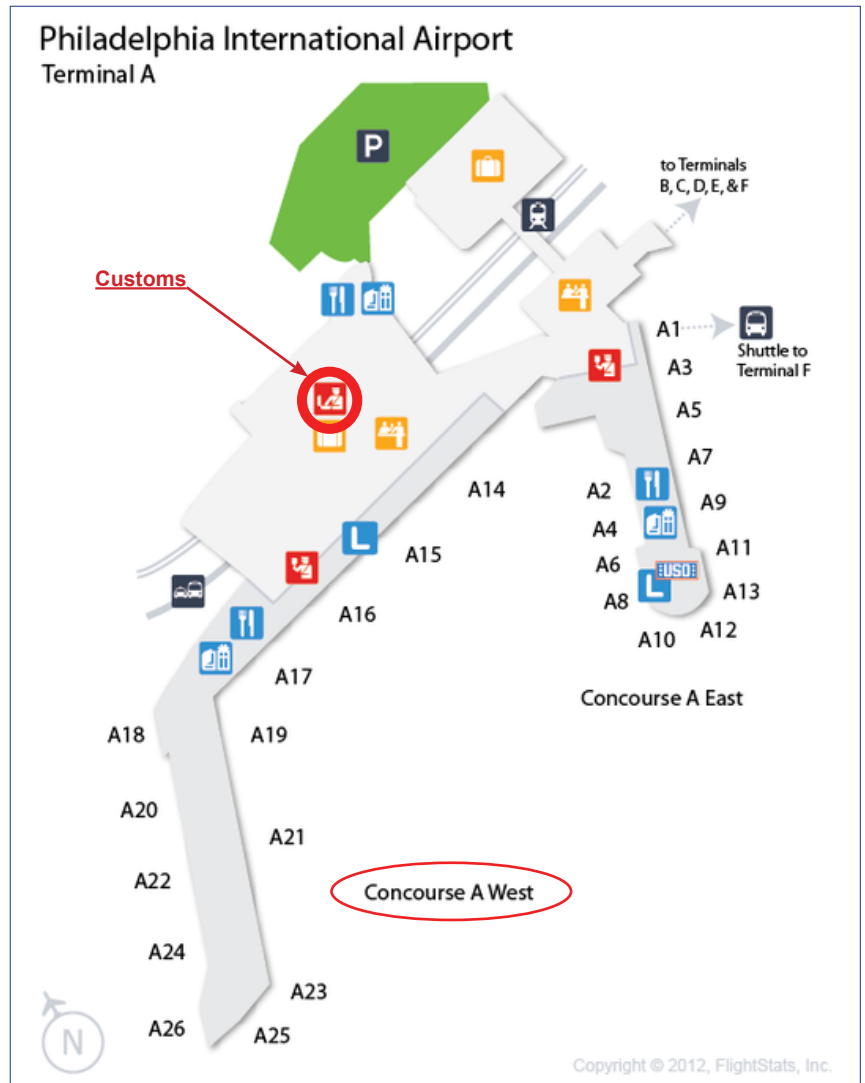 Philadelphia International Airport
Terminal A
P
to Terminals
B, C, D, E, & F
Customs
A1
Shuttle to
Terminal F
A3
A5
A7
A14
A2
A9
A4
A15
A11
A6
USO
L
A13
L
A8
A16
A12
A10
A17
Concourse A East
A18
A19
A20
A21
A22
Concourse A West
A24
A23
A26
A25
N
Copyright © 2012, FlightStats, Inc.